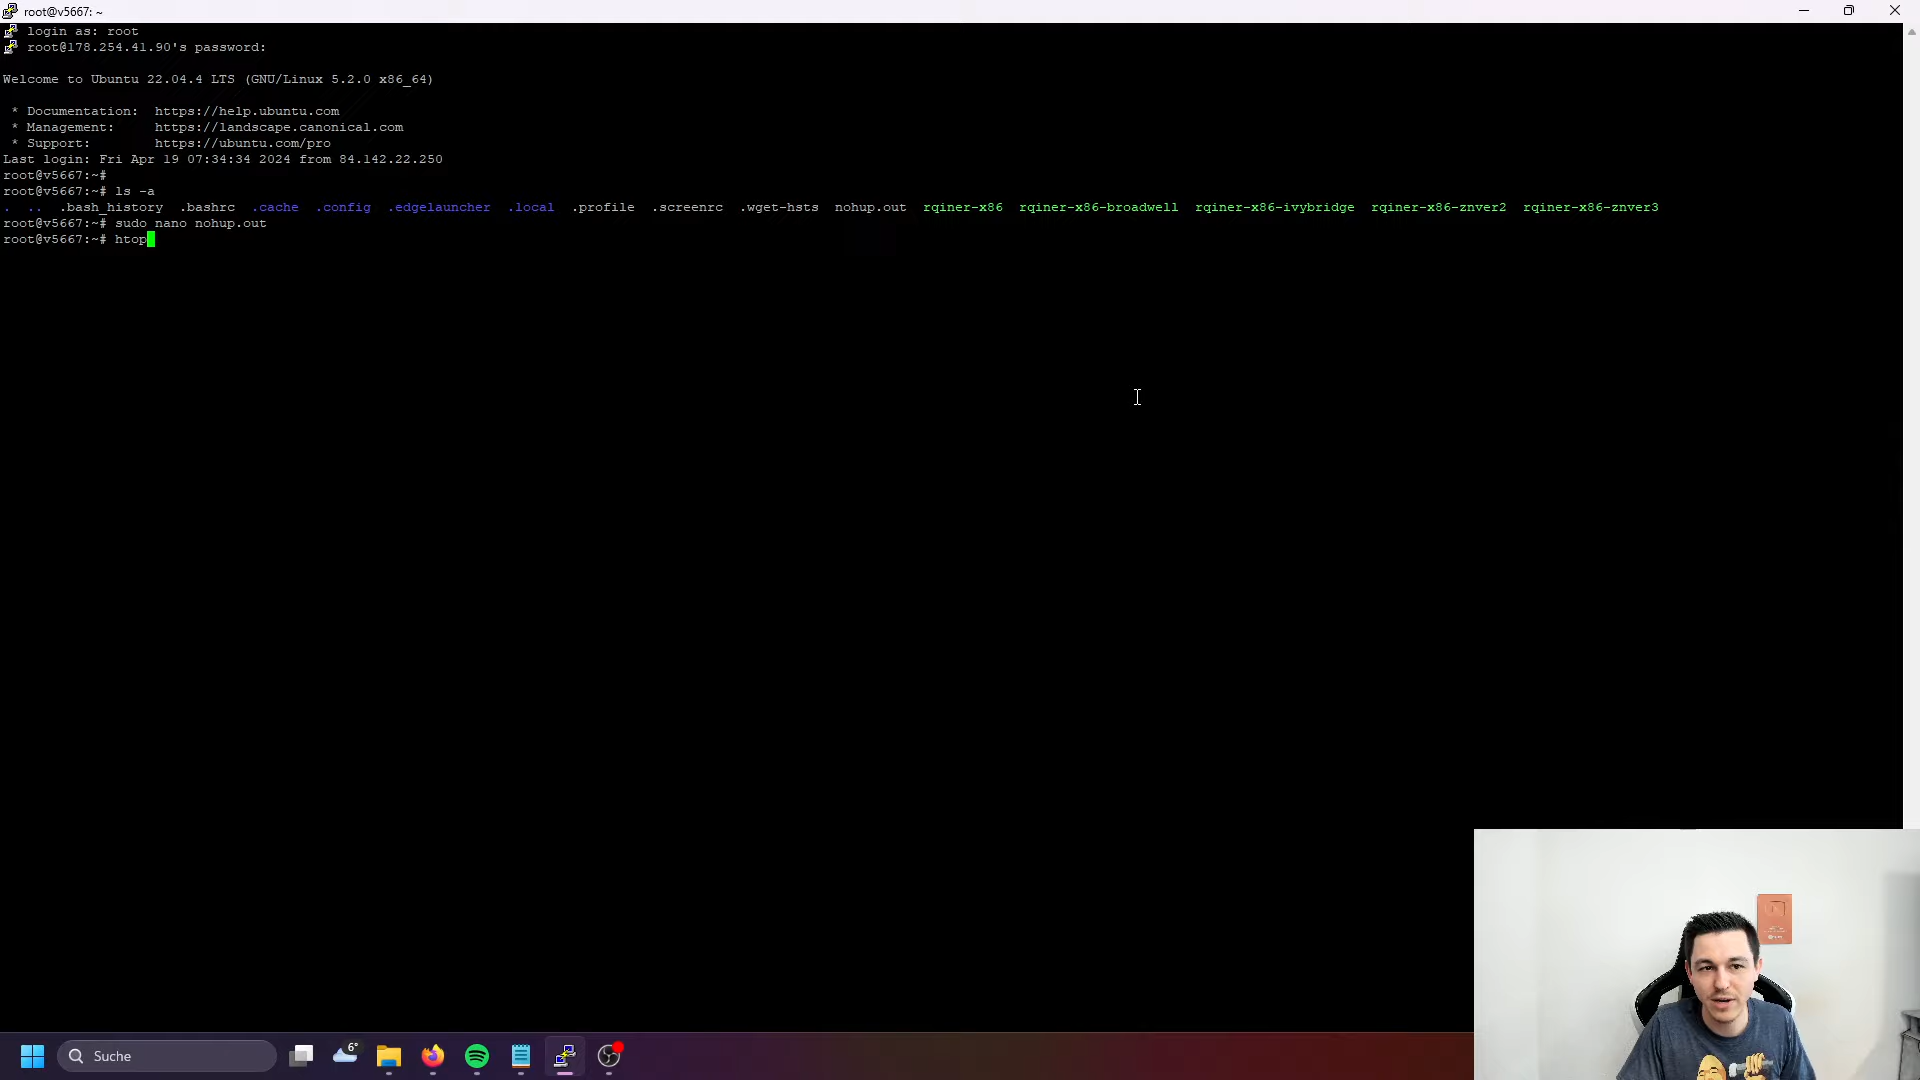 root@v5667: ~
login as: root
root@178.254.41.90's password:
Welcome to Ubuntu 22.04.4 LTS (GNU/Linux 5.2.0 x86_64)
* Documentation:  https://help.ubuntu.com
* Management:     https://landscape.canonical.com
* Support:        https://ubuntu.com/pro
Last login: Fri Apr 19 07:34:34 2024 from 84.142.22.250
root@v5667:~#
root@v5667:~# ls -a
.  ..  .bash_history  .bashrc  .cache  .config  .edgelauncher  .local  .profile  .screenrc  .wget-hsts  nohup.out  rqiner-x86  rqiner-x86-broadwell  rqiner-x86-ivybridge  rqiner-x86-znver2  rqiner-x86-znver3
root@v5667:~# sudo nano nohup.out
root@v5667:~# htop
Suche
6°